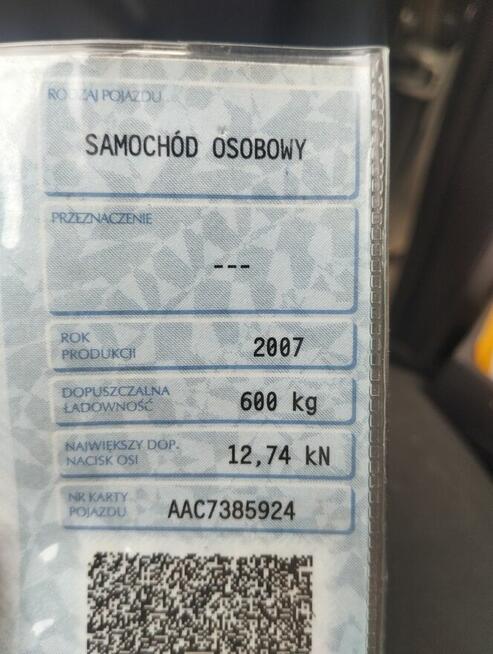 RODZAJ POJAZDU
SAMOCHÓD OSOBOWY
PRZEZNACZENIE
---
ROK
PRODUKCJI
2007
DOPUSZCZALNA
ŁADOWNOŚĆ
600 kg
NAJWIĘKSZY DOP.
NACISK OSI
12,74 kN
NR KARTY
POJAZDU
AAC7385924